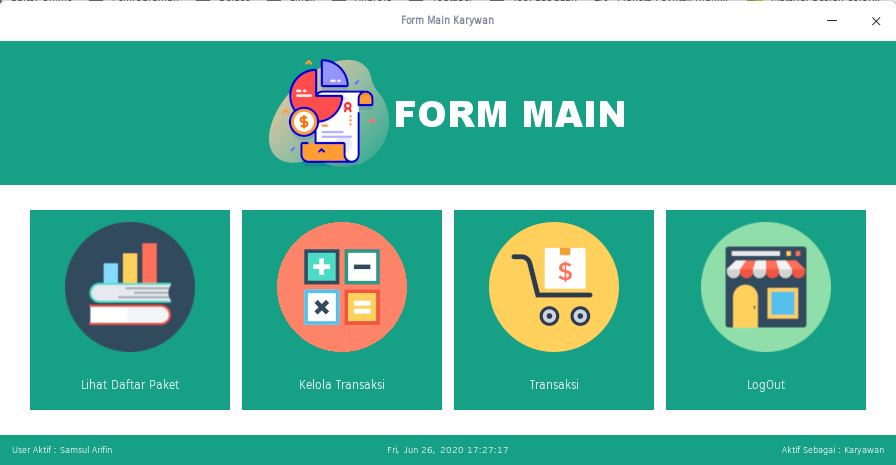 Form Main Karywan
FORM MAIN
Lihat Daftar Paket
Kelola Transaksi
Transaksi
LogOut
User Aktif : Samsul Arifin
Fri, Jun 26, 2020 17:27:17
Aktif Sebagai : Karyawan